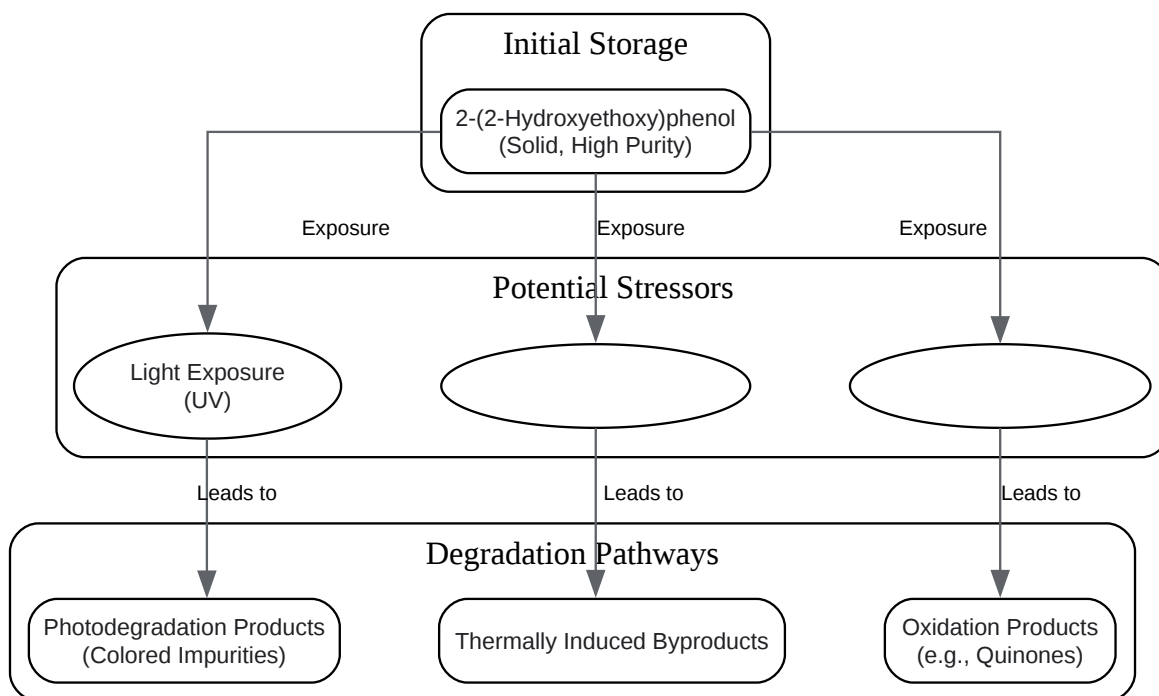 Initial Storage
2-(2-Hydroxyethoxy)phenol
(Solid, High Purity)
Exposure
Exposure
Exposure
Potential Stressors
Light Exposure
(UV)
Leads to
Leads to
Leads to
Degradation Pathways
Photodegradation Products
(Colored Impurities)
Thermally Induced Byproducts
Oxidation Products
(e.g., Quinones)